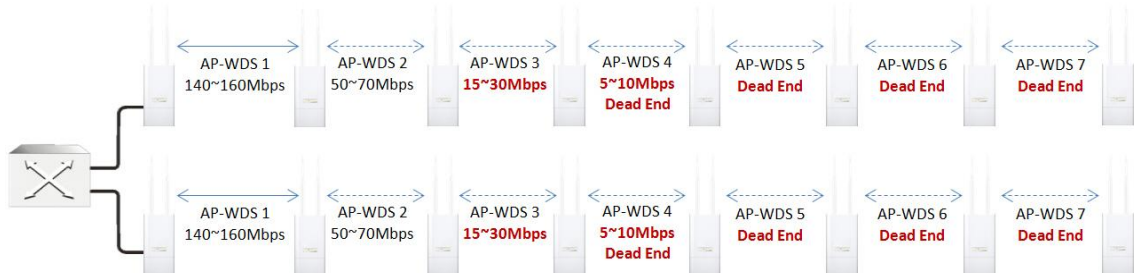 AP-WDS 1 AP-WDS 2 AP-WDS 3 AP-WDS 4 AP-WDS 5 AP-WDS 6 AP-WDS 7
140~160Mbps 50~70Mbps 15~30Mbps 5~10Mbps Dead End Dead End Dead End
Dead End
AP-WDS 1 AP-WDS 2 AP-WDS 3 AP-WDS 4 AP-WDS 5 AP-WDS 6 AP-WDS 7
140~160Mbps 50~70Mbps 15~30Mbps 5~10Mbps Dead End Dead End Dead End
Dead End